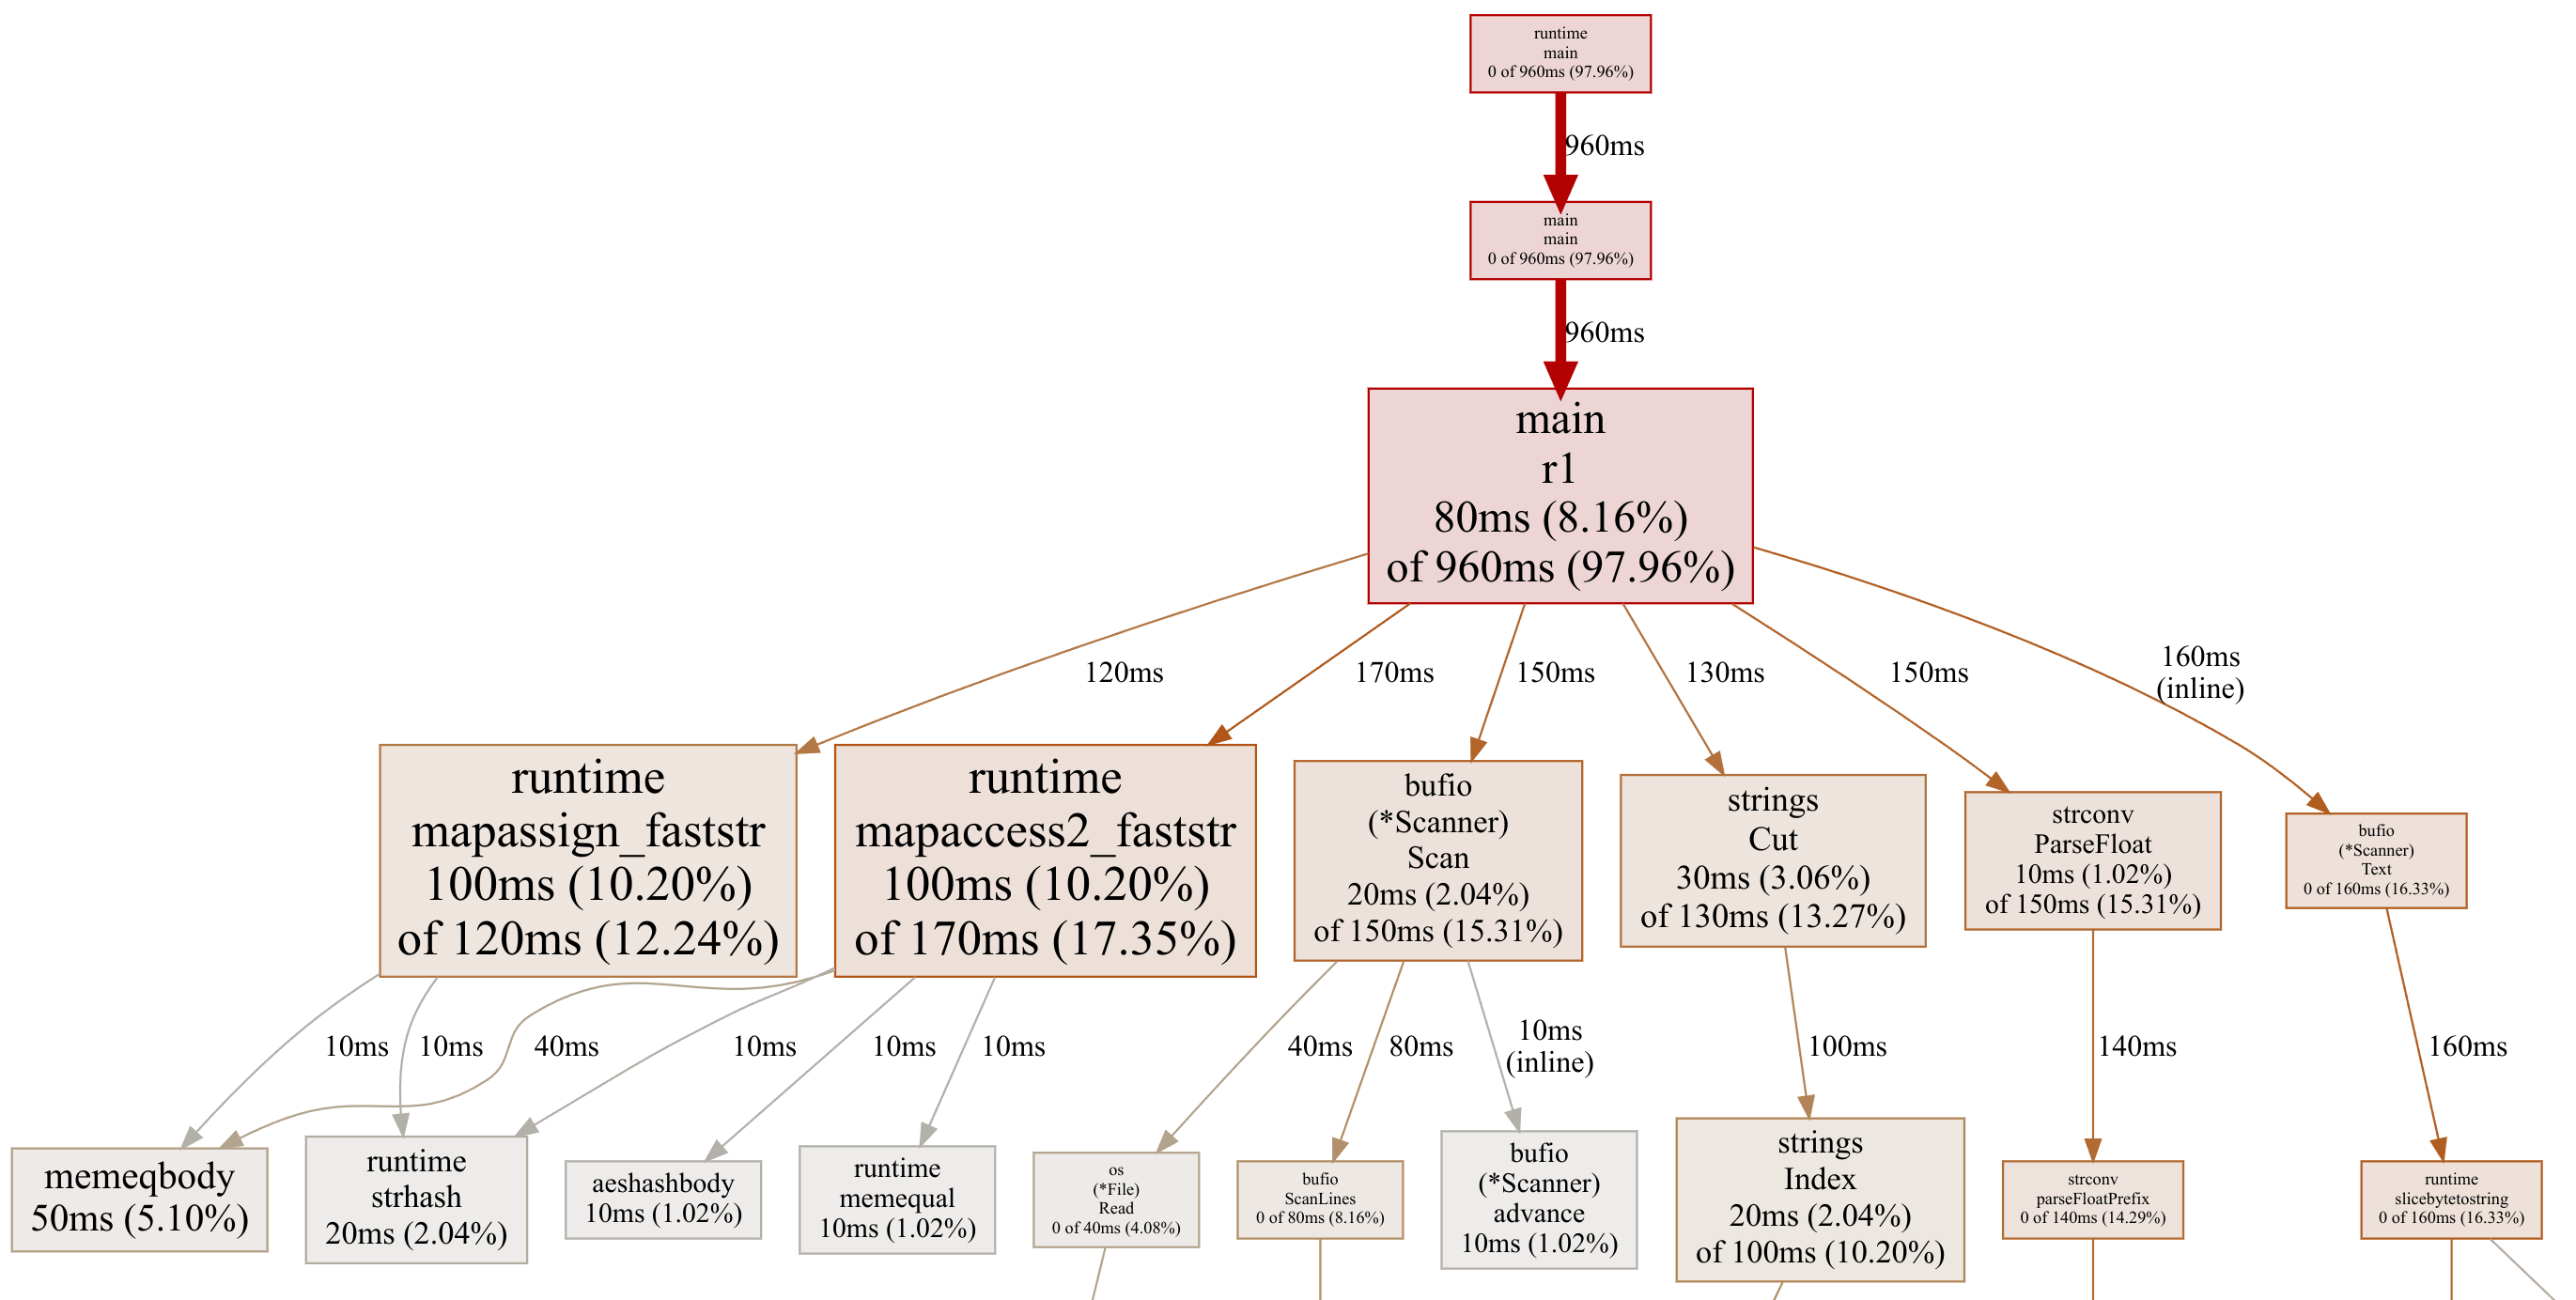 runtime
main
0 of 960ms (97.96%)
960ms
main
main
0 of 960ms (97.96%)
960ms
main
r1
80ms (8.16%)
of 960ms (97.96%)
120ms
170ms
150ms
130ms
150ms
160ms
(inline)
runtime
mapassign_faststr
100ms (10.20%)
of 120ms (12.24%)
runtime
mapaccess2_faststr
100ms (10.20%)
of 170ms (17.35%)
bufio
(*Scanner)
Scan
20ms (2.04%)
of 150ms (15.31%)
strings
Cut
30ms (3.06%)
of 130ms (13.27%)
strconv
ParseFloat
10ms (1.02%)
of 150ms (15.31%)
bufio
(*Scanner)
Text
0 of 160ms (16.33%)
10ms
10ms
40ms
10ms
10ms
10ms
40ms
80ms
10ms
(inline)
100ms
140ms
160ms
memeqbody
50ms (5.10%)
runtime
strhash
20ms (2.04%)
aeshashbody
10ms (1.02%)
runtime
memequal
10ms (1.02%)
os
(*File)
Read
0 of 40ms (4.08%)
bufio
ScanLines
0 of 80ms (8.16%)
bufio
(*Scanner)
advance
10ms (1.02%)
strings
Index
20ms (2.04%)
of 100ms (10.20%)
strconv
parseFloatPrefix
0 of 140ms (14.29%)
runtime
slicebytetostring
0 of 160ms (16.33%)